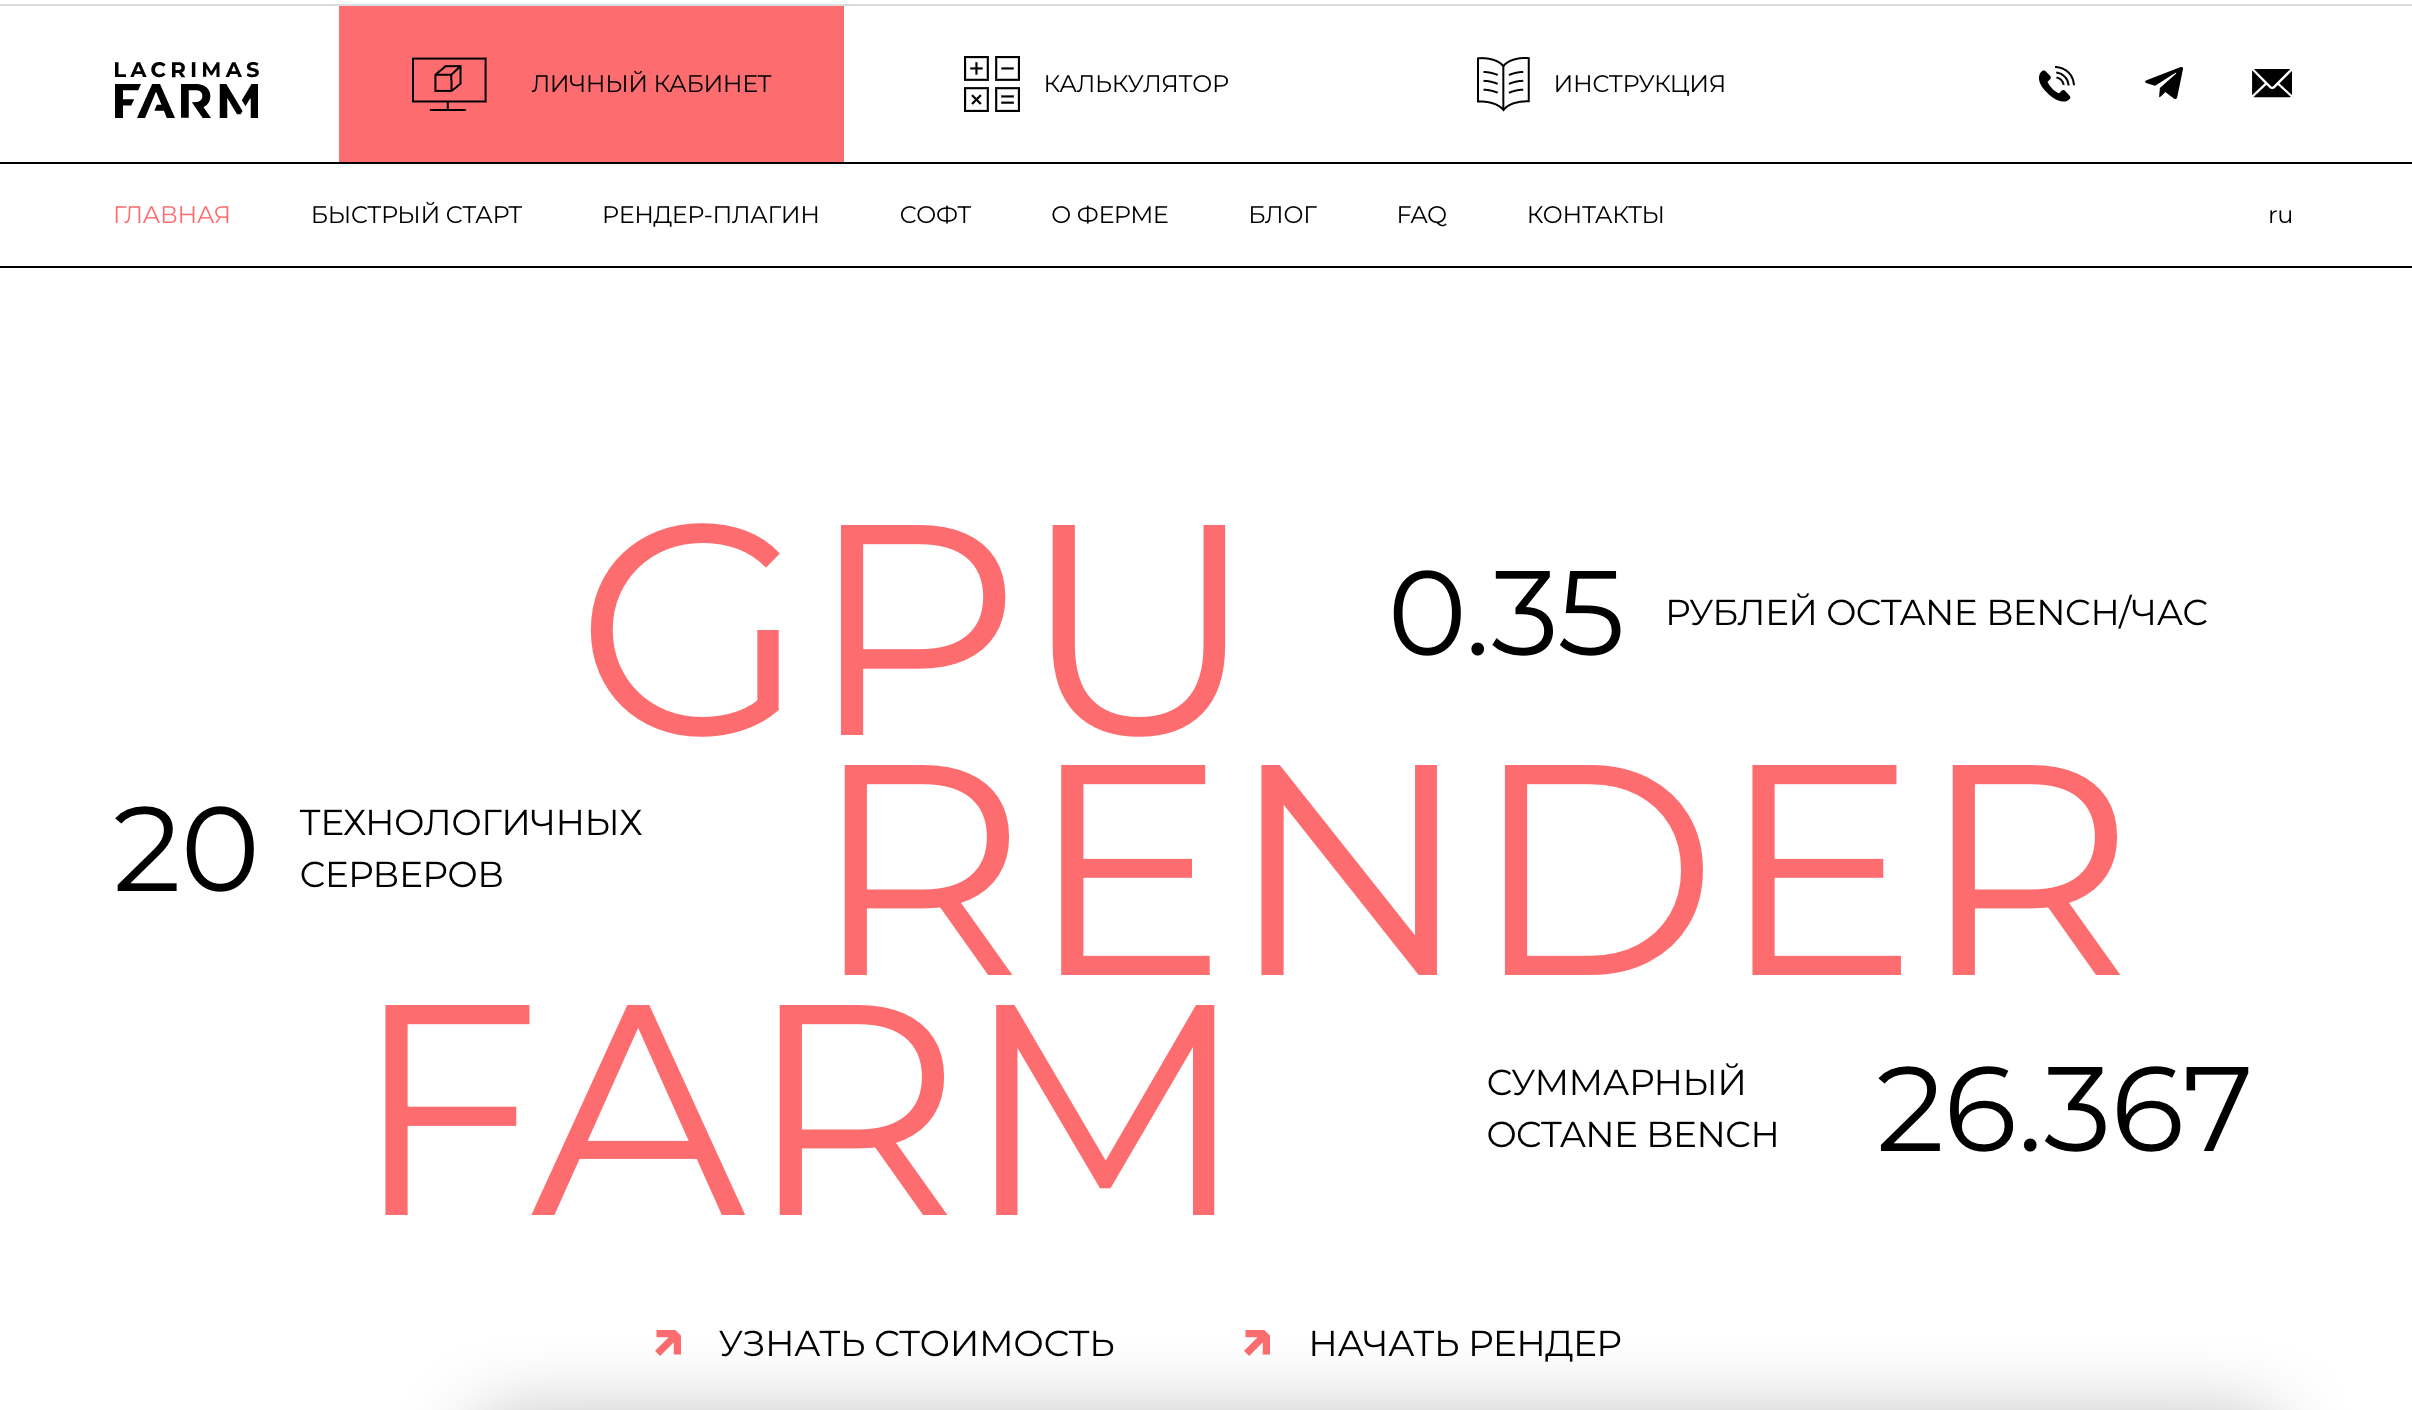 LACRIMAS
FARM
ЛИЧНЫЙ КАБИНЕТ
КАЛЬКУЛЯТОР
ИНСТРУКЦИЯ
ГЛАВНАЯ
БЫСТРЫЙ СТАРТ
РЕНДЕР-ПЛАГИН
СОФТ
О ФЕРМЕ
БЛОГ
FAQ
КОНТАКТЫ
ru
GPU
0.35
РУБЛЕЙ OCTANE BENCH/ЧАС
20
ТЕХНОЛОГИЧНЫХ
СЕРВЕРОВ
RENDER
FARM
СУММАРНЫЙ
OCTANE BENCH
26.367
УЗНАТЬ СТОИМОСТЬ
НАЧАТЬ РЕНДЕР